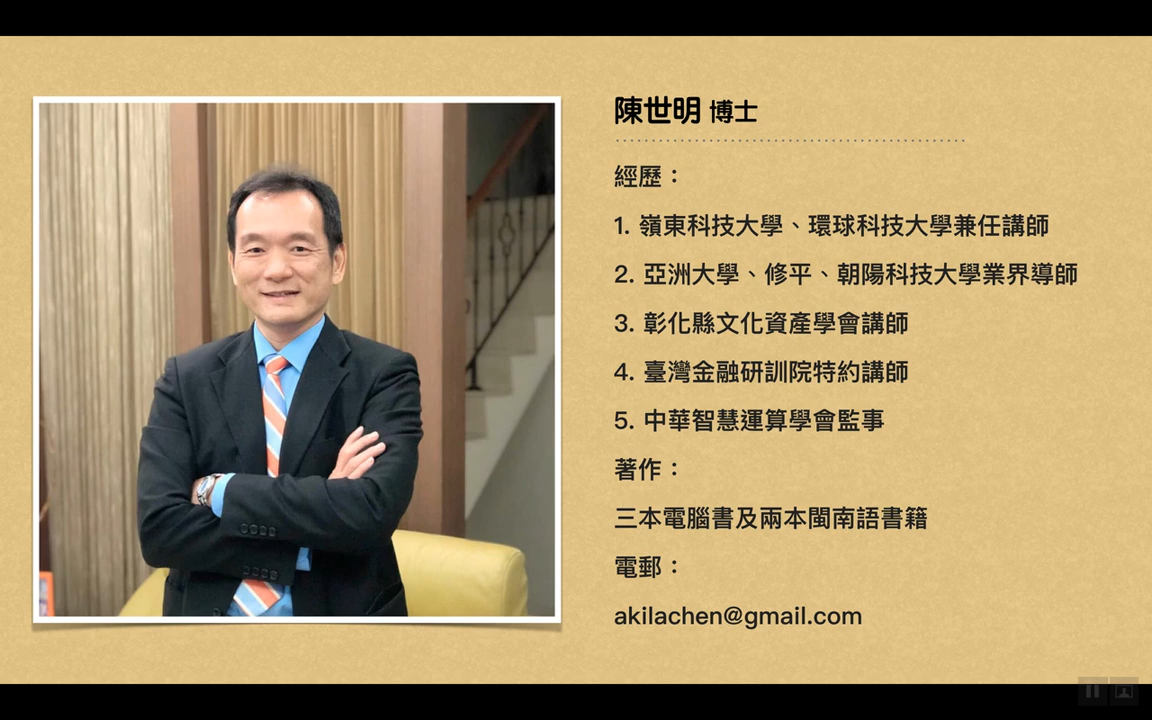 陳世明 博士
經歷：
1. 嶺東科技大學、環球科技大學兼任講師
2. 亞洲大學、修平、朝陽科技大學業界導師
3. 彰化縣文化資產學會講師
4. 臺灣金融研訓院特約講師
5. 中華智慧運算學會監事
著作：
三本電腦書及兩本閩南語書籍
電郵：
akilachen@gmail.com